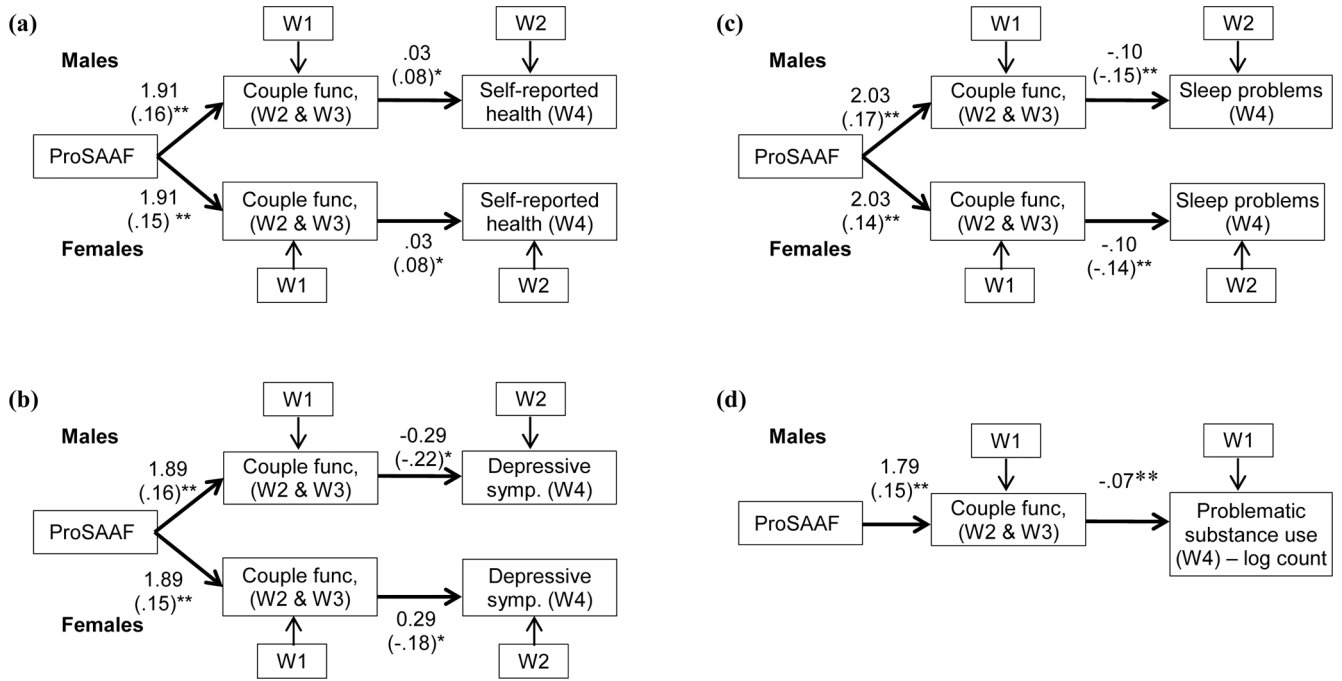 (a)
Males
W1
W2
1.91
(.16)**
Couple func,
(W2 & W3)
.03
(.08)*
Self-reported
health (W4)
ProSAAF
1.91
(.15) **
Couple func,
(W2 & W3)
.03
(.08)*
Self-reported
health (W4)
Females
W1
W2
(b)
Males
W1
W2
1.89
(.16)**
Couple func,
(W2 & W3)
-0.29
(-.22)*
Depressive
symp. (W4)
ProSAAF
1.89
(.15)**
Couple func,
(W2 & W3)
0.29
(-.18)*
Depressive
symp. (W4)
Females
W1
W2
(c)
Males
W1
W2
2.03
(.17)**
Couple func,
(W2 & W3)
-.10
(-.15)**
Sleep problems
(W4)
ProSAAF
2.03
(.14)**
Couple func,
(W2 & W3)
-.10
(-.14)**
Sleep problems
(W4)
Females
W1
W2
(d)
Males
W1
W1
ProSAAF
1.79
(.15)**
Couple func,
(W2 & W3)
-.07**
Problematic
substance use
(W4) – log count